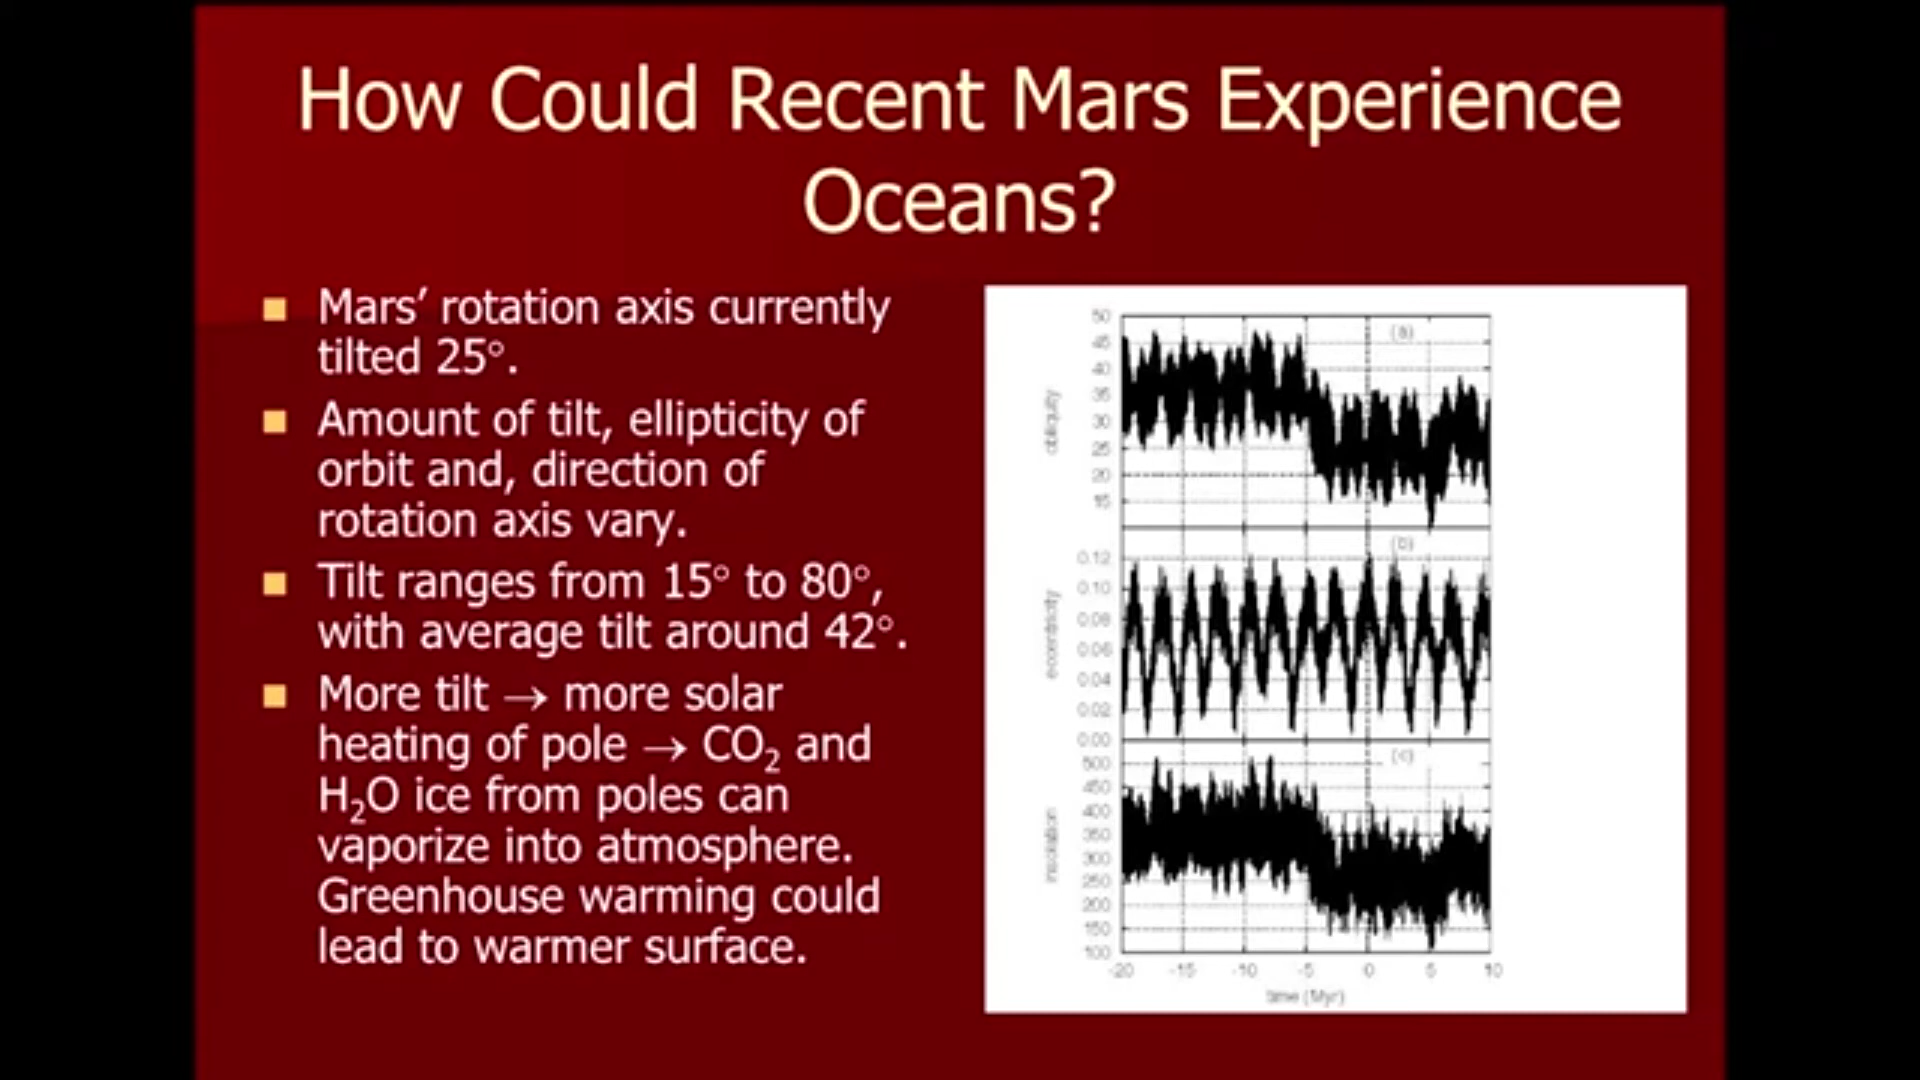 How Could Recent Mars Experience
Oceans?
■ Mars’ rotation axis currently
tilted 25°.
■ Amount of tilt, ellipticity of
orbit and, direction of
rotation axis vary.
■ Tilt ranges from 15° to 80°,
with average tilt around 42°.
■ More tilt → more solar
heating of pole → CO₂ and
H₂O ice from poles can
vaporize into atmosphere.
Greenhouse warming could
lead to warmer surface.
(a)
obliquity
50
45
40
35
30
25
20
15
(b)
eccentricity
0.12
0.10
0.08
0.06
0.04
0.02
0.00
(c)
insolation
500
450
400
350
300
250
200
150
100
-20 -15 -10 -5 0 5 10
time (Myr)